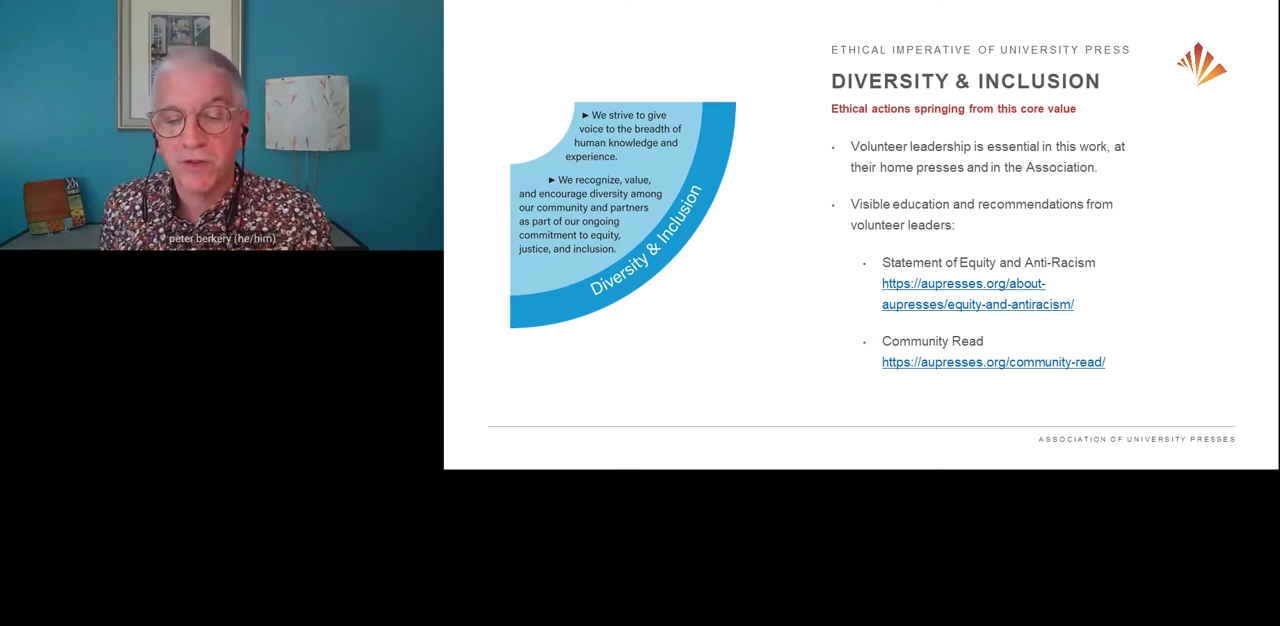 peter berkery (he/him)
► We strive to give
voice to the breadth of
human knowledge and
experience.
► We recognize, value,
and encourage diversity among
our community and partners
as part of our ongoing
commitment to equity,
justice, and inclusion.
Diversity & Inclusion
ETHICAL IMPERATIVE OF UNIVERSITY PRESS
DIVERSITY & INCLUSION
Ethical actions springing from this core value
• Volunteer leadership is essential in this work, at
their home presses and in the Association.
• Visible education and recommendations from
volunteer leaders:
• Statement of Equity and Anti-Racism
https://aupresses.org/about-
aupresses/equity-and-antiracism/
• Community Read
https://aupresses.org/community-read/
ASSOCIATION OF UNIVERSITY PRESSES